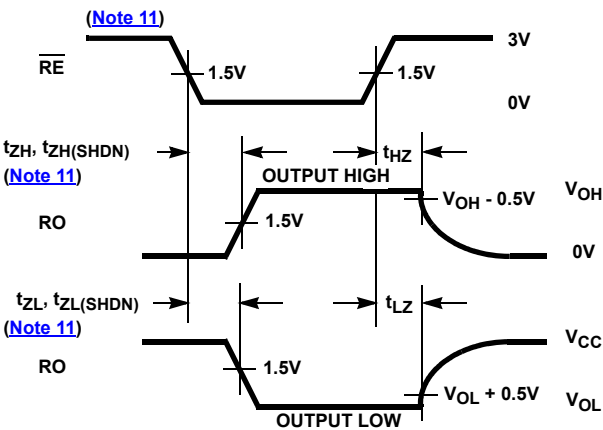 (Note 11)
3V
RE
1.5V
1.5V
0V
tZH, tZH(SHDN)
tHZ
(Note 11)
OUTPUT HIGH
VOH - 0.5V
VOH
RO
1.5V
0V
tZL, tZL(SHDN)
tLZ
(Note 11)
VCC
RO
1.5V
VOL + 0.5V
VOL
OUTPUT LOW